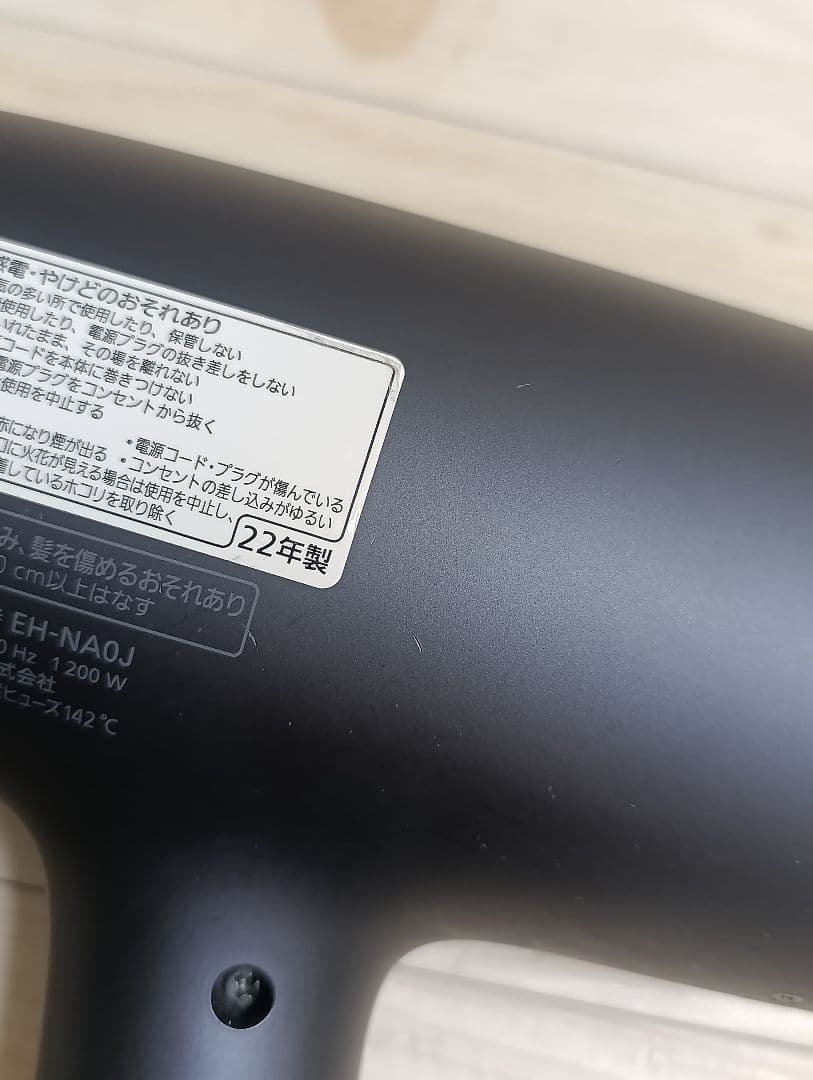 感電・やけどのおそれあり
気の多い所で使用したり、保管しない
使用したり、電源プラグの抜き差しをしない
いれたまま、その場を離れない
コードを本体に巻きつけない
電源プラグをコンセントから抜く
使用を中止する
赤になり煙が出る ・電源コード・プラグが傷んでいる
口に火花が見える場合は使用を中止し、 ・コンセントの差し込みがゆるい
着しているホコリを取り除く
22年製
み、髪を傷めるおそれあり
0 cm以上はなす
EH-NA0J
0 Hz 1 200 W
式会社
ヒューズ142 ℃